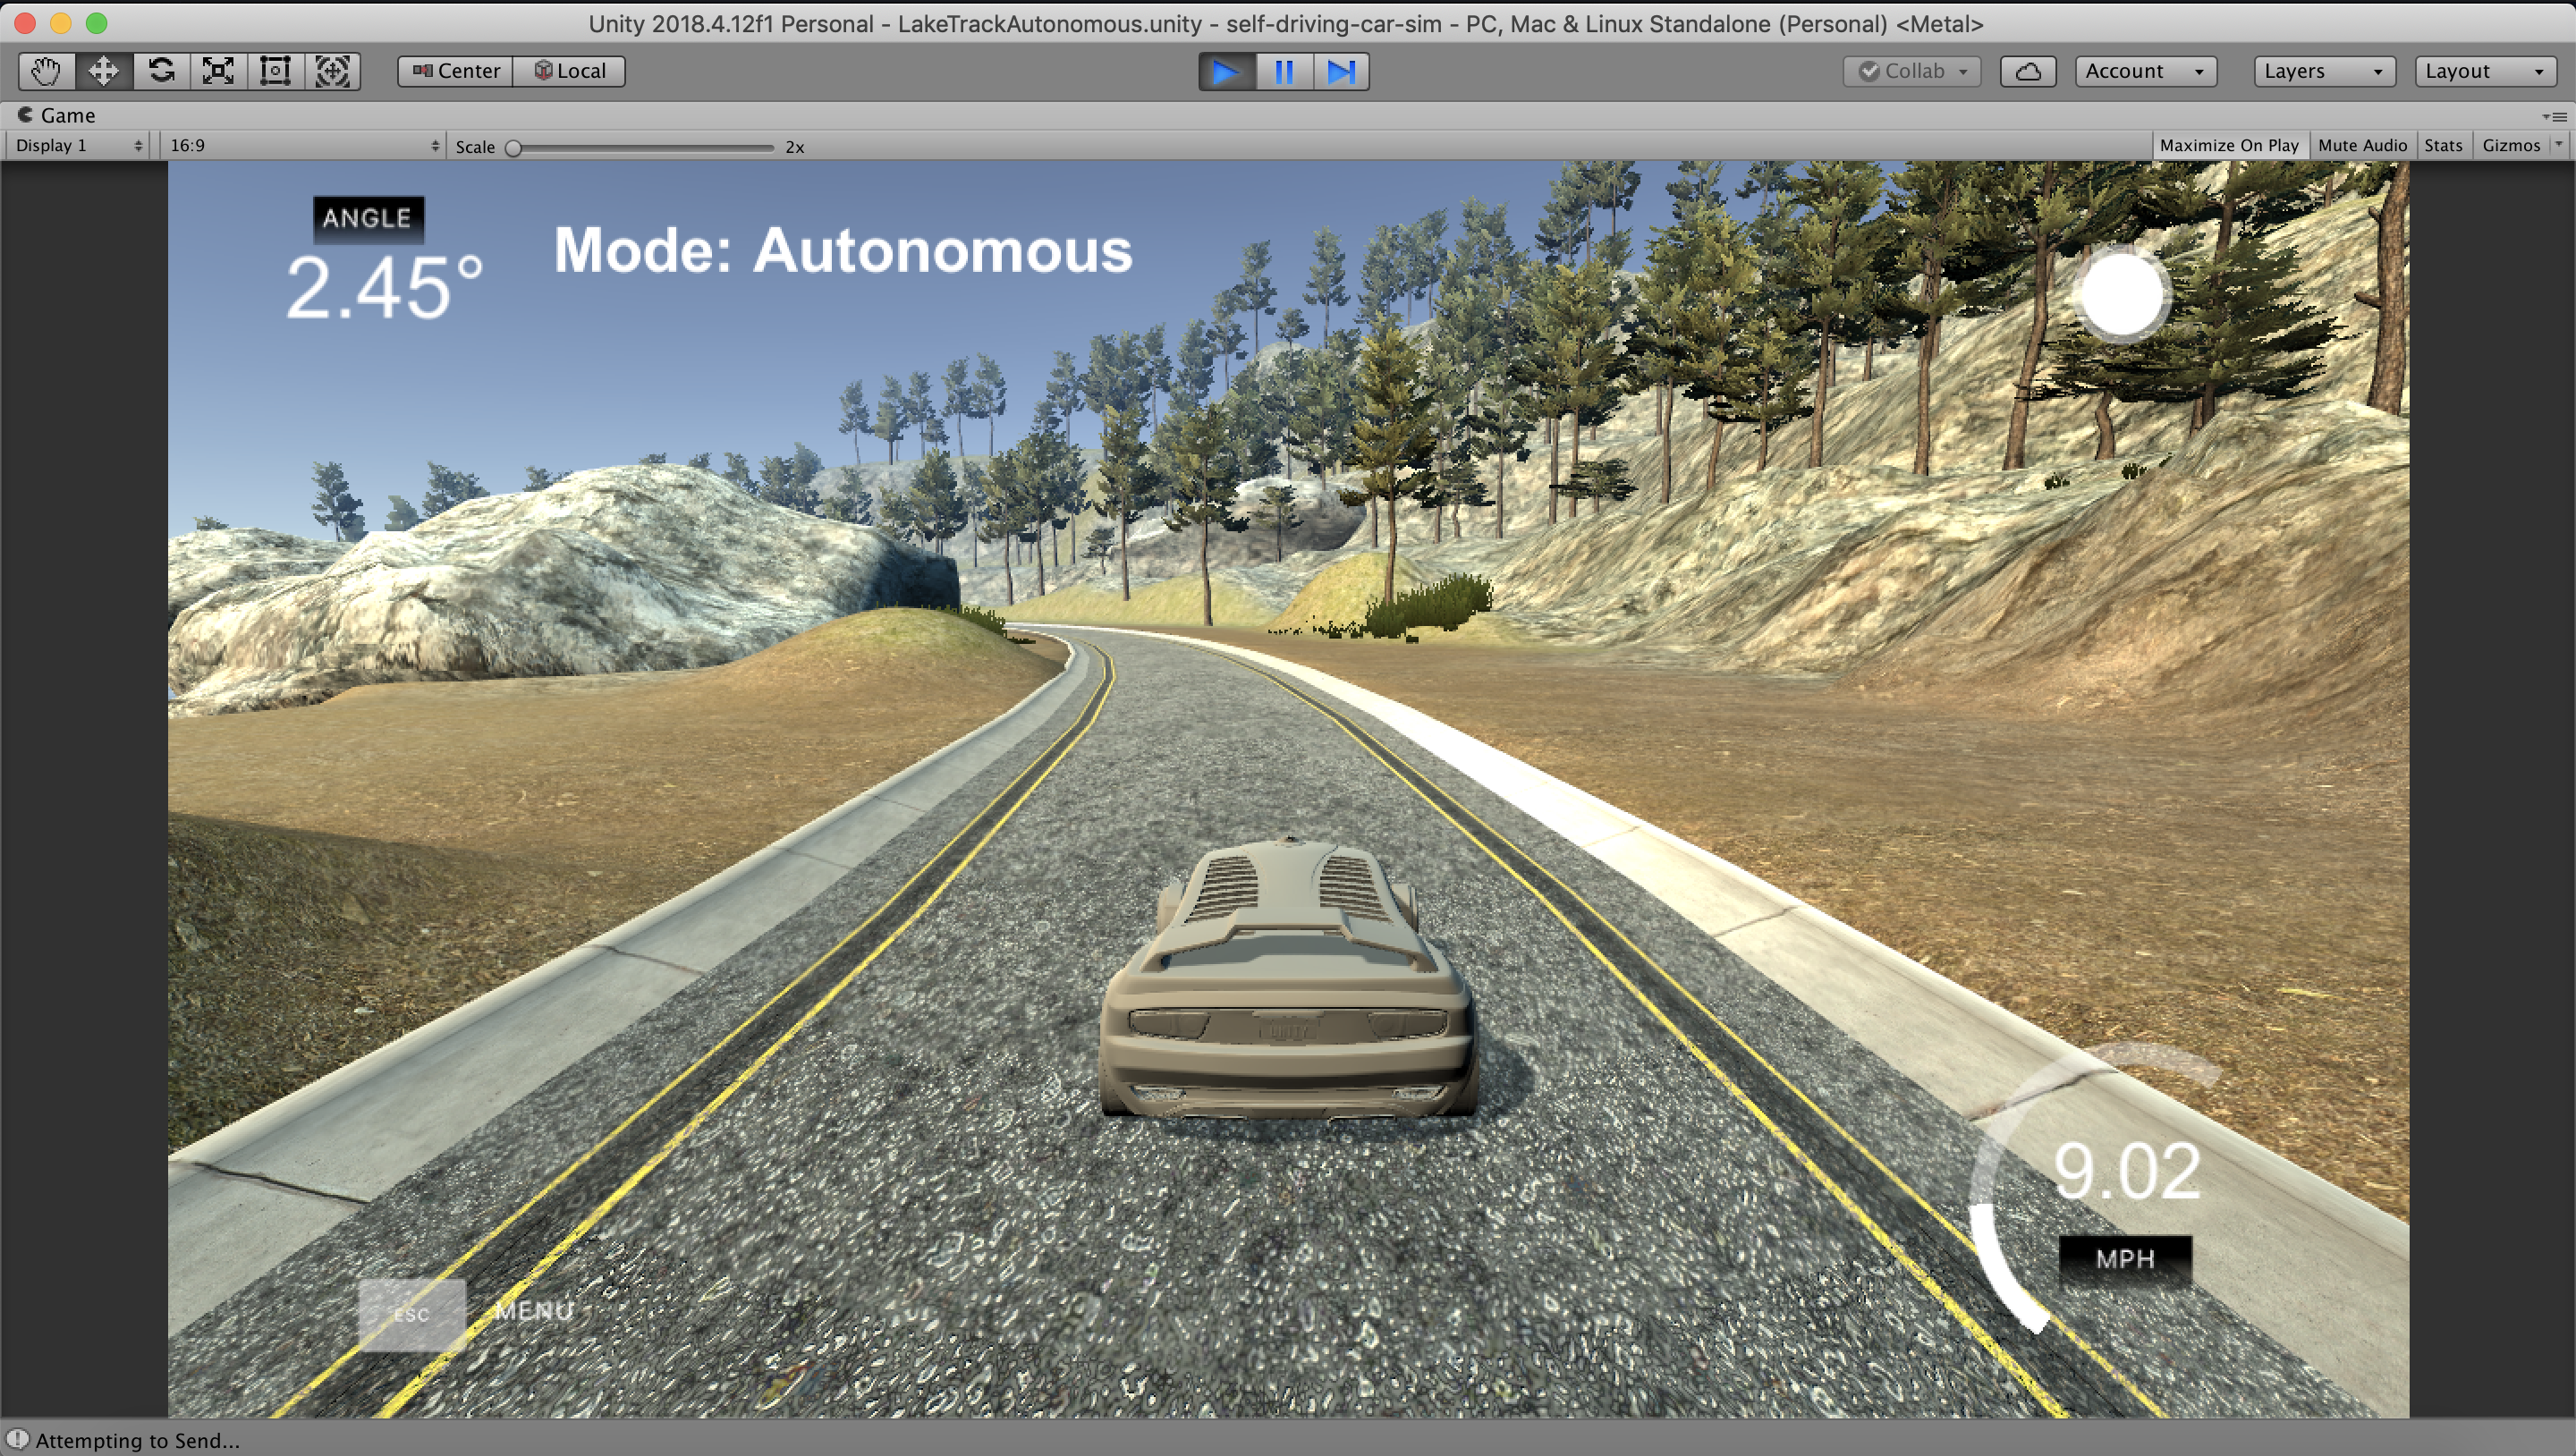 Unity 2018.4.12f1 Personal - LakeTrackAutonomous.unity - self-driving-car-sim - PC, Mac & Linux Standalone (Personal) <Metal>
Center Local Collab Account Layers Layout
Game
Display 1 16:9 Scale 2x Maximize On Play Mute Audio Stats Gizmos
ANGLE
2.45°
Mode: Autonomous
UNITY
9.02
MPH
ESC MENU
Attempting to Send...